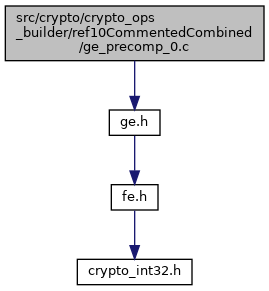 src/crypto/crypto_ops
_builder/ref10CommentedCombined
/ge_precomp_0.c
ge.h
fe.h
crypto_int32.h